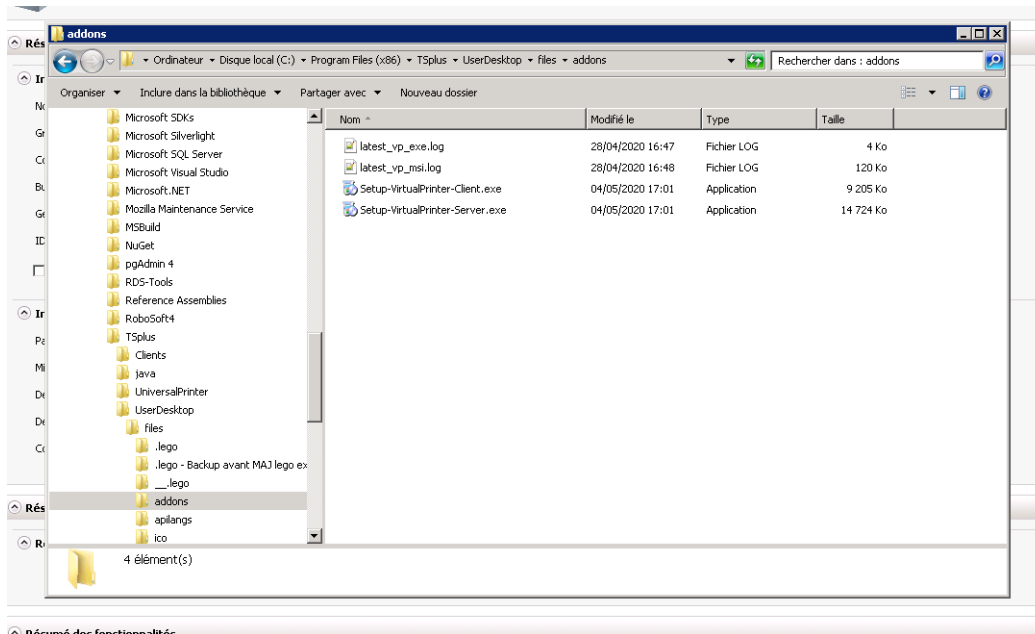 addons
Ordinateur Disque local (C:) Program Files (x86) TSplus UserDesktop files addons
Rechercher dans : addons
Organiser Inclure dans la bibliothèque Partager avec Nouveau dossier
Microsoft SDKs
Microsoft Silverlight
Microsoft SQL Server
Microsoft Visual Studio
Microsoft.NET
Mozilla Maintenance Service
MSBuild
NuGet
pgAdmin 4
RDS-Tools
Reference Assemblies
RoboSoft4
TSplus
Clients
java
UniversalPrinter
UserDesktop
files
.lego
.lego - Backup avant MAJ lego ex
__.lego
addons
apilangs
ico
Nom Modifié le Type Taille
latest_vp_exe.log 28/04/2020 16:47 Fichier LOG 4 Ko
latest_vp_msi.log 28/04/2020 16:48 Fichier LOG 120 Ko
Setup-VirtualPrinter-Client.exe 04/05/2020 17:01 Application 9 205 Ko
Setup-VirtualPrinter-Server.exe 04/05/2020 17:01 Application 14 724 Ko
4 élément(s)
Résumé des fonctionnalités